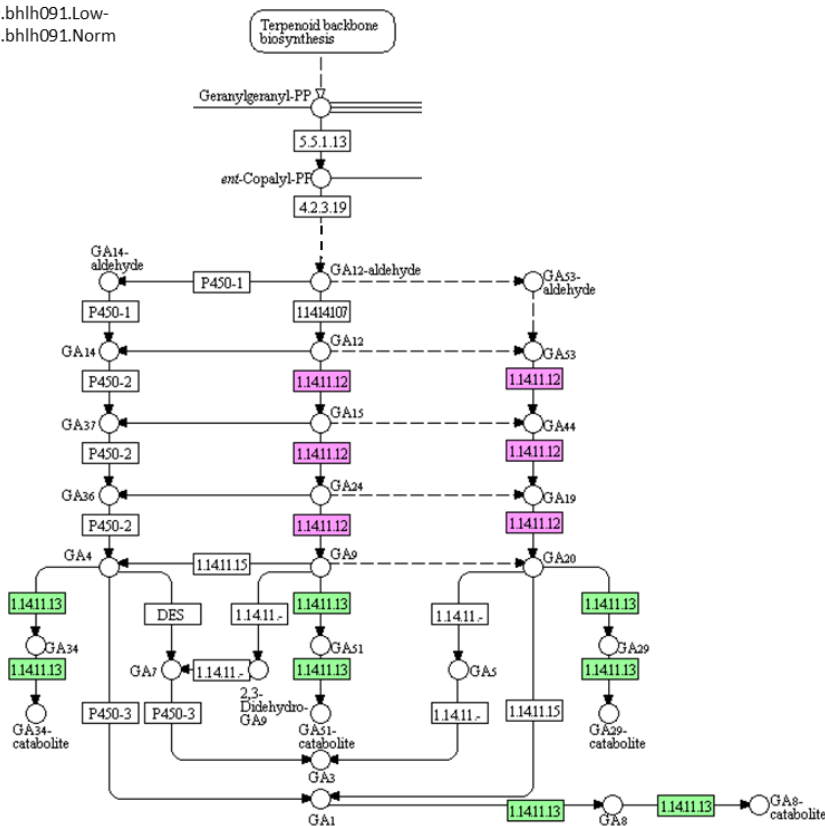 .bhlh091.Low-
.bhlh091.Norm
Terpenoid backbone
biosynthesis
Geranylgeranyl-PP
5.5.1.13
ent-Copalyl-PP
4.2.3.19
GA14-
aldehyde
P450-1
GA12-aldehyde
GA53-
aldehyde
P450-1
1.14.14.107
GA14
GA12
GA53
P450-2
1.14.11.12
1.14.11.12
GA37
GA15
GA44
P450-2
1.14.11.12
1.14.11.12
GA36
GA24
GA19
P450-2
1.14.11.12
1.14.11.12
GA4
1.14.11.15
GA9
GA20
1.14.11.13
DES
1.14.11.-
1.14.11.13
1.14.11.-
1.14.11.13
GA34
GA51
GA29
1.14.11.13
GA7
1.14.11.-
1.14.11.13
GA5
1.14.11.13
2,3-
Didehydro-
GA9
P450-3
P450-3
1.14.11.-
1.14.11.15
GA34-
catabolite
GA51-
catabolite
GA29-
catabolite
GA3
GA1
1.14.11.13
GA8
1.14.11.13
GA8-
catabolite